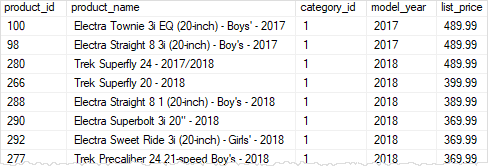 product_id product_name category_id model_year list_price
100 Electra Townie 3i EQ (20-inch) - Boys' - 2017 1 2017 489.99
98 Electra Straight 8 3i (20-inch) - Boy's - 2017 1 2017 489.99
280 Trek Superfly 24 - 2017/2018 1 2018 489.99
266 Trek Superfly 20 - 2018 1 2018 399.99
288 Electra Straight 8 1 (20-inch) - Boy's - 2018 1 2018 389.99
290 Electra Superbolt 3i 20" - 2018 1 2018 369.99
292 Electra Sweet Ride 3i (20-inch) - Girls' - 2018 1 2018 369.99
277 Trek Precaliber 24 21-speed Boy's - 2018 1 2018 369.99